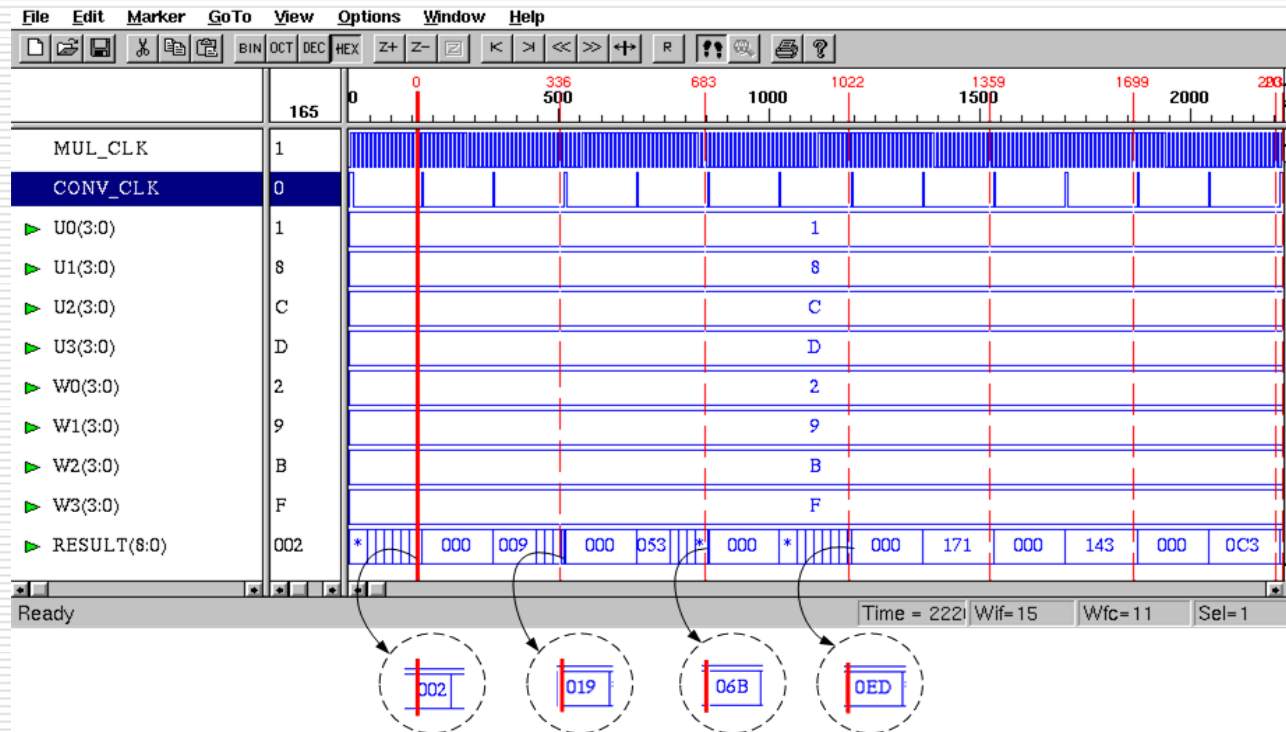 File Edit Marker GoTo View Options Window Help
BIN OCT DEC HEX Z+ Z- Z R
0 336 683 1022 1359 1699
165 0 500 1000 1500 2000
MUL_CLK 1
CONV_CLK 0
U0(3:0) 1 1
U1(3:0) 8 8
U2(3:0) C C
U3(3:0) D D
W0(3:0) 2 2
W1(3:0) 9 9
W2(3:0) B B
W3(3:0) F F
RESULT(8:0) 002 * 000 009 000 053 * 000 * 000 171 000 143 000 0C3
Ready Time = 222 Wif=15 Wfc=11 Sel=1
002 019 06B 0ED